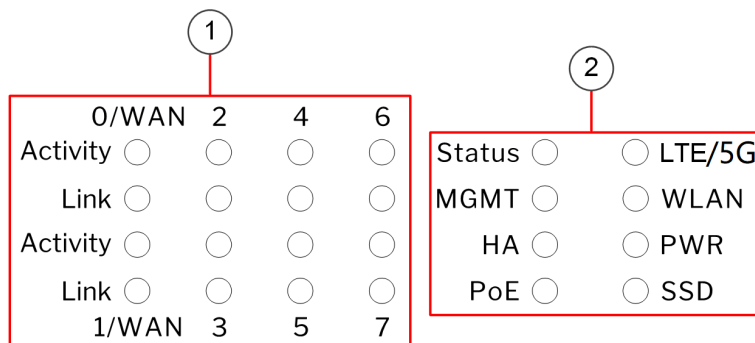 1
0/WAN 2 4 6
Activity
Link
Activity
Link
1/WAN 3 5 7
2
Status LTE/5G
MGMT WLAN
HA PWR
PoE SSD